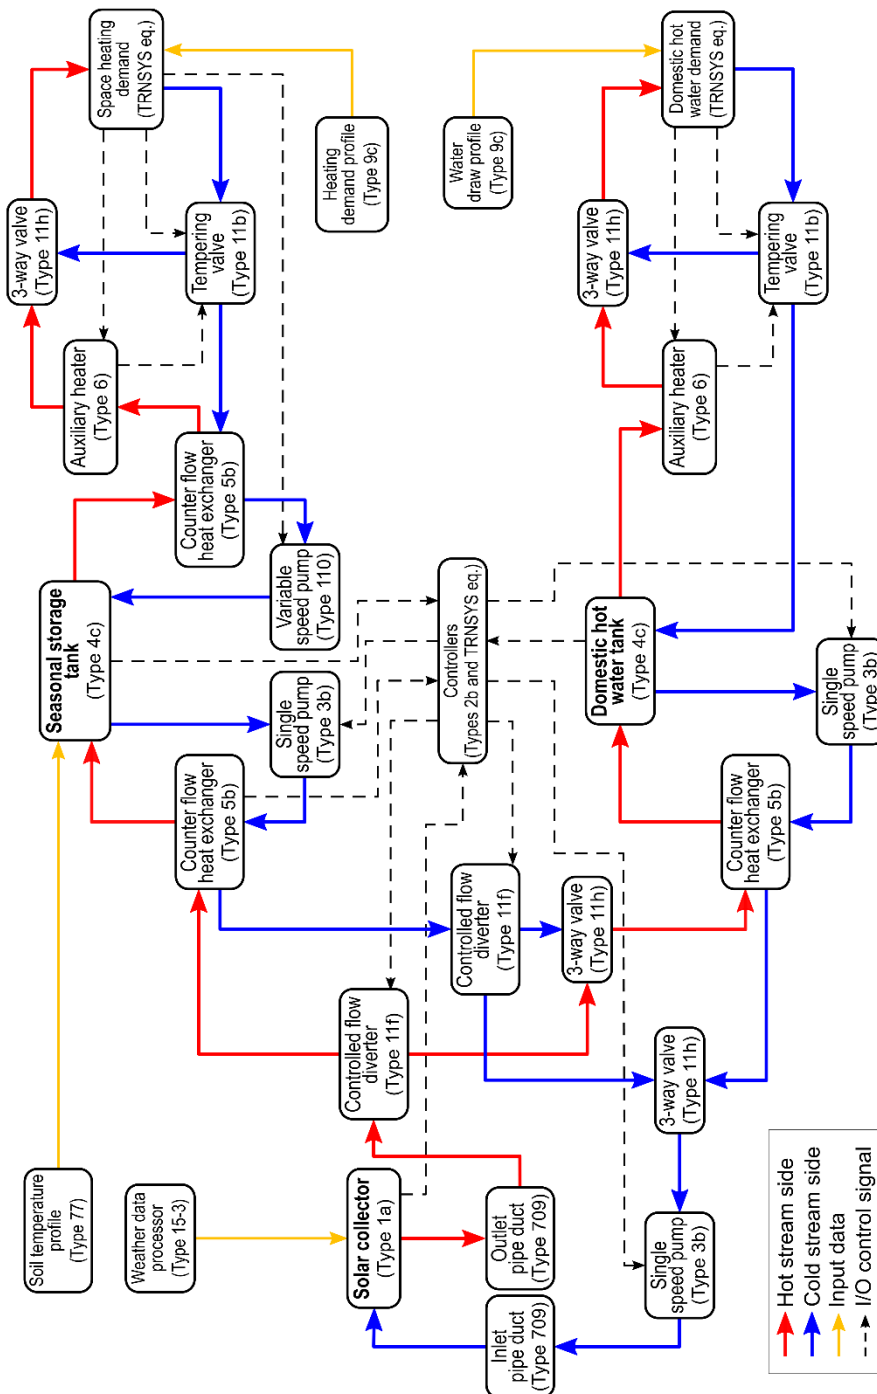 Soil temperature
profile
(Type 77)
Weather data
processor
(Type 15-3)
Seasonal storage
tank
(Type 4c)
Auxiliary heater
(Type 6)
3-way valve
(Type 11h)
Space heating
demand
(TRNSYS eq.)
Counter flow
heat exchanger
(Type 5b)
Counter flow
heat exchanger
(Type 5b)
Tempering
valve
(Type 11b)
Single
speed pump
(Type 3b)
Variable
speed pump
(Type 110)
Heating
demand profile
(Type 9c)
Solar collector
(Type 1a)
Controlled flow
diverter
(Type 11f)
Controlled flow
diverter
(Type 11f)
Controllers
(Types 2b and TRNSYS eq.)
Water
draw profile
(Type 9c)
Inlet
pipe duct
(Type 709)
Outlet
pipe duct
(Type 709)
3-way valve
(Type 11h)
Domestic hot
water tank
(Type 4c)
3-way valve
(Type 11h)
Auxiliary heater
(Type 6)
Domestic hot
water demand
(TRNSYS eq.)
Single
speed pump
(Type 3b)
3-way valve
(Type 11h)
Counter flow
heat exchanger
(Type 5b)
Tempering
valve
(Type 11b)
Single
speed pump
(Type 3b)
Hot stream side
Cold stream side
Input data
I/O control signal